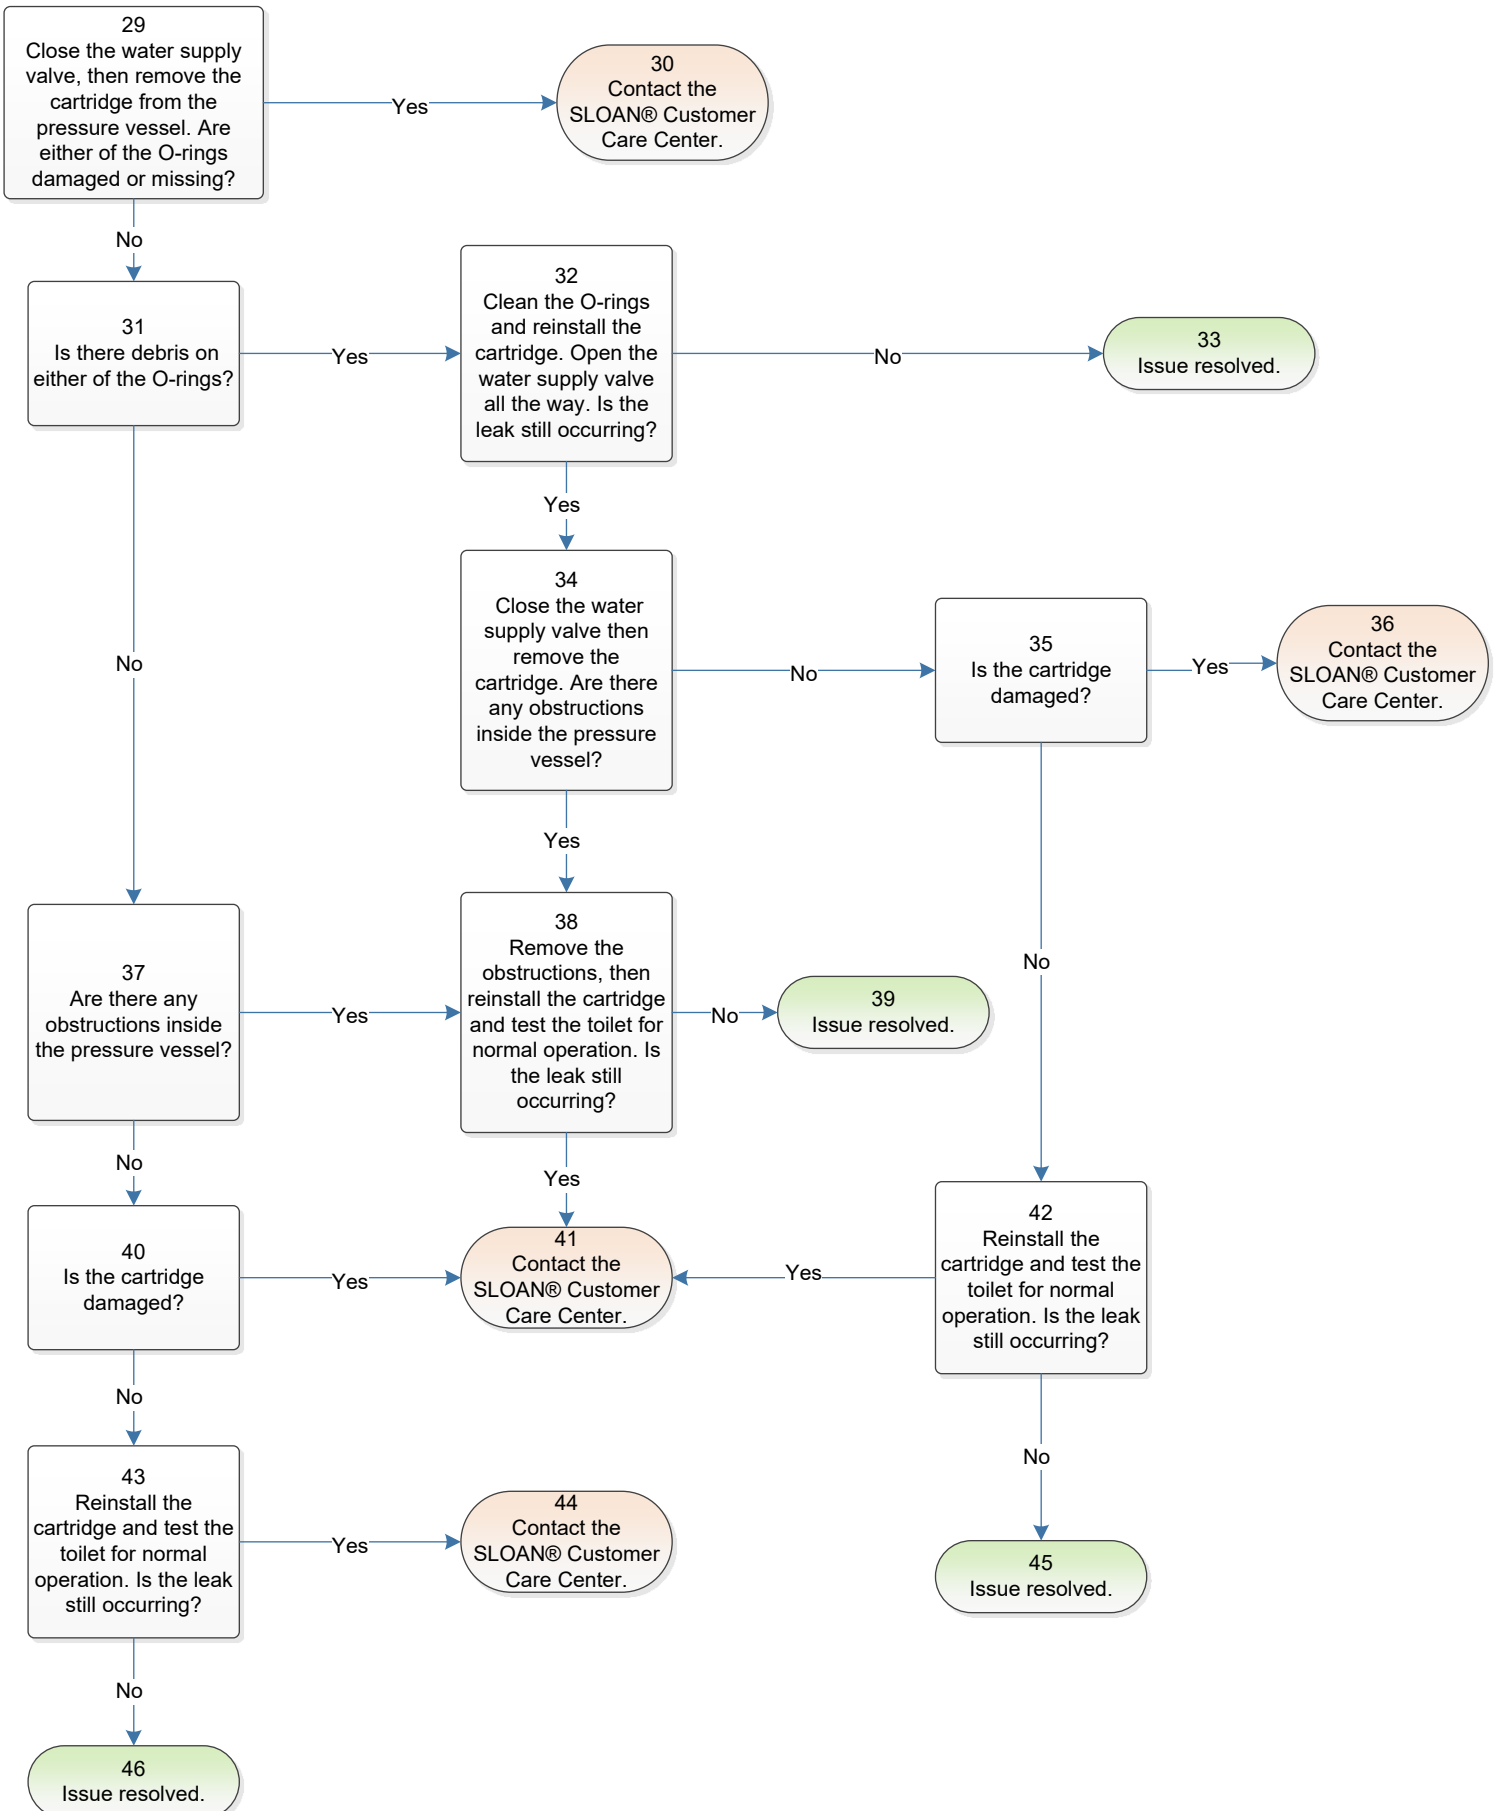 29
Close the water supply
valve, then remove the
cartridge from the
pressure vessel. Are
either of the O-rings
damaged or missing?
Yes
30
Contact the
SLOAN® Customer
Care Center.
No
31
Is there debris on
either of the O-rings?
Yes
32
Clean the O-rings
and reinstall the
cartridge. Open the
water supply valve
all the way. Is the
leak still occurring?
No
33
Issue resolved.
Yes
34
Close the water
supply valve then
remove the
cartridge. Are there
any obstructions
inside the pressure
vessel?
No
35
Is the cartridge
damaged?
Yes
36
Contact the
SLOAN® Customer
Care Center.
No
Yes
37
Are there any
obstructions inside
the pressure vessel?
Yes
38
Remove the
obstructions, then
reinstall the cartridge
and test the toilet for
normal operation. Is
the leak still
occurring?
No
39
Issue resolved.
No
No
Yes
40
Is the cartridge
damaged?
Yes
41
Contact the
SLOAN® Customer
Care Center.
Yes
42
Reinstall the
cartridge and test the
toilet for normal
operation. Is the leak
still occurring?
No
No
43
Reinstall the
cartridge and test the
toilet for normal
operation. Is the leak
still occurring?
Yes
44
Contact the
SLOAN® Customer
Care Center.
45
Issue resolved.
No
46
Issue resolved.